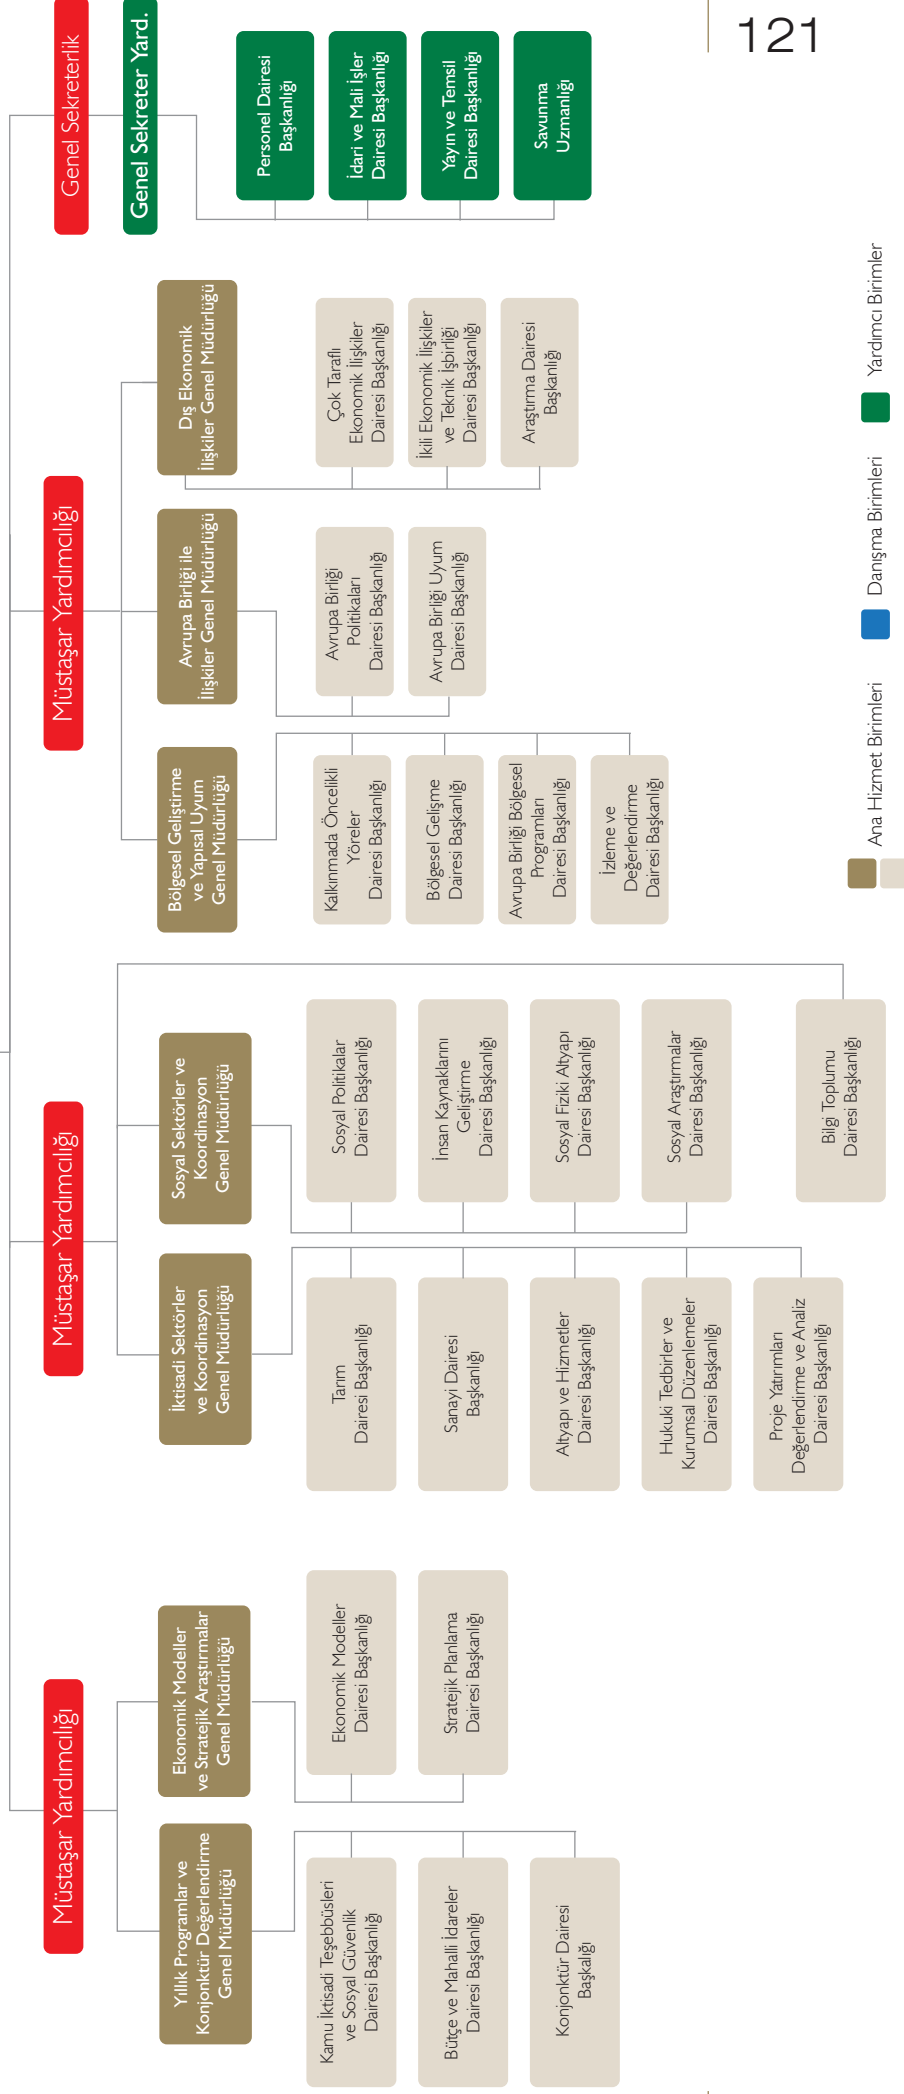 121
Müstaşar Yardımcılığı
Müstaşar Yardımcılığı
Müstaşar Yardımcılığı
Genel Sekreterlik
Genel Sekreter Yard.
Yıllık Programlar ve
Konjonktür Değerlendirme
Genel Müdürlüğü
Ekonomik Modeller
ve Stratejik Araştırmalar
Genel Müdürlüğü
İktisadi Sektörler
ve Koordinasyon
Genel Müdürlüğü
Sosyal Sektörler ve
Koordinasyon
Genel Müdürlüğü
Bölgesel Geliştirme
ve Yapısal Uyum
Genel Müdürlüğü
Avrupa Birliği ile
İlişkiler Genel Müdürlüğü
Dış Ekonomik
İlişkiler Genel Müdürlüğü
Kamu İktisadi Teşebbüsleri
ve Sosyal Güvenlik
Dairesi Başkanlığı
Bütçe ve Mahalli İdareler
Dairesi Başkanlığı
Konjonktür Dairesi
Başkalığı
Ekonomik Modeller
Dairesi Başkanlığı
Stratejik Planlama
Dairesi Başkanlığı
Tarım
Dairesi Başkanlığı
Sanayi Dairesi
Başkanlığı
Altyapı ve Hizmetler
Dairesi Başkanlığı
Hukuki Tedbirler ve
Kurumsal Düzenlemeler
Dairesi Başkanlığı
Proje Yatırımları
Değerlendirme ve Analiz
Dairesi Başkanlığı
Sosyal Politikalar
Dairesi Başkanlığı
İnsan Kaynaklarını
Geliştirme
Dairesi Başkanlığı
Sosyal Fiziki Altyapı
Dairesi Başkanlığı
Sosyal Araştırmalar
Dairesi Başkanlığı
Bilgi Toplumu
Dairesi Başkanlığı
Kalkınmada Öncelikli
Yöreler
Dairesi Başkanlığı
Bölgesel Gelişme
Dairesi Başkanlığı
Avrupa Birliği Bölgesel
Programları
Dairesi Başkanlığı
İzleme ve
Değerlendirme
Dairesi Başkanlığı
Avrupa Birliği
Politikaları
Dairesi Başkanlığı
Avrupa Birliği Uyum
Dairesi Başkanlığı
Çok Taraflı
Ekonomik İlişkiler
Dairesi Başkanlığı
İkili Ekonomik İlişkiler
ve Teknik İşbirliği
Dairesi Başkanlığı
Araştırma Dairesi
Başkanlığı
Personel Dairesi
Başkanlığı
İdari ve Mali İşler
Dairesi Başkanlığı
Yayın ve Temsil
Dairesi Başkanlığı
Savunma
Uzmanlığı
Ana Hizmet Birimleri
Danışma Birimleri
Yardımcı Birimler